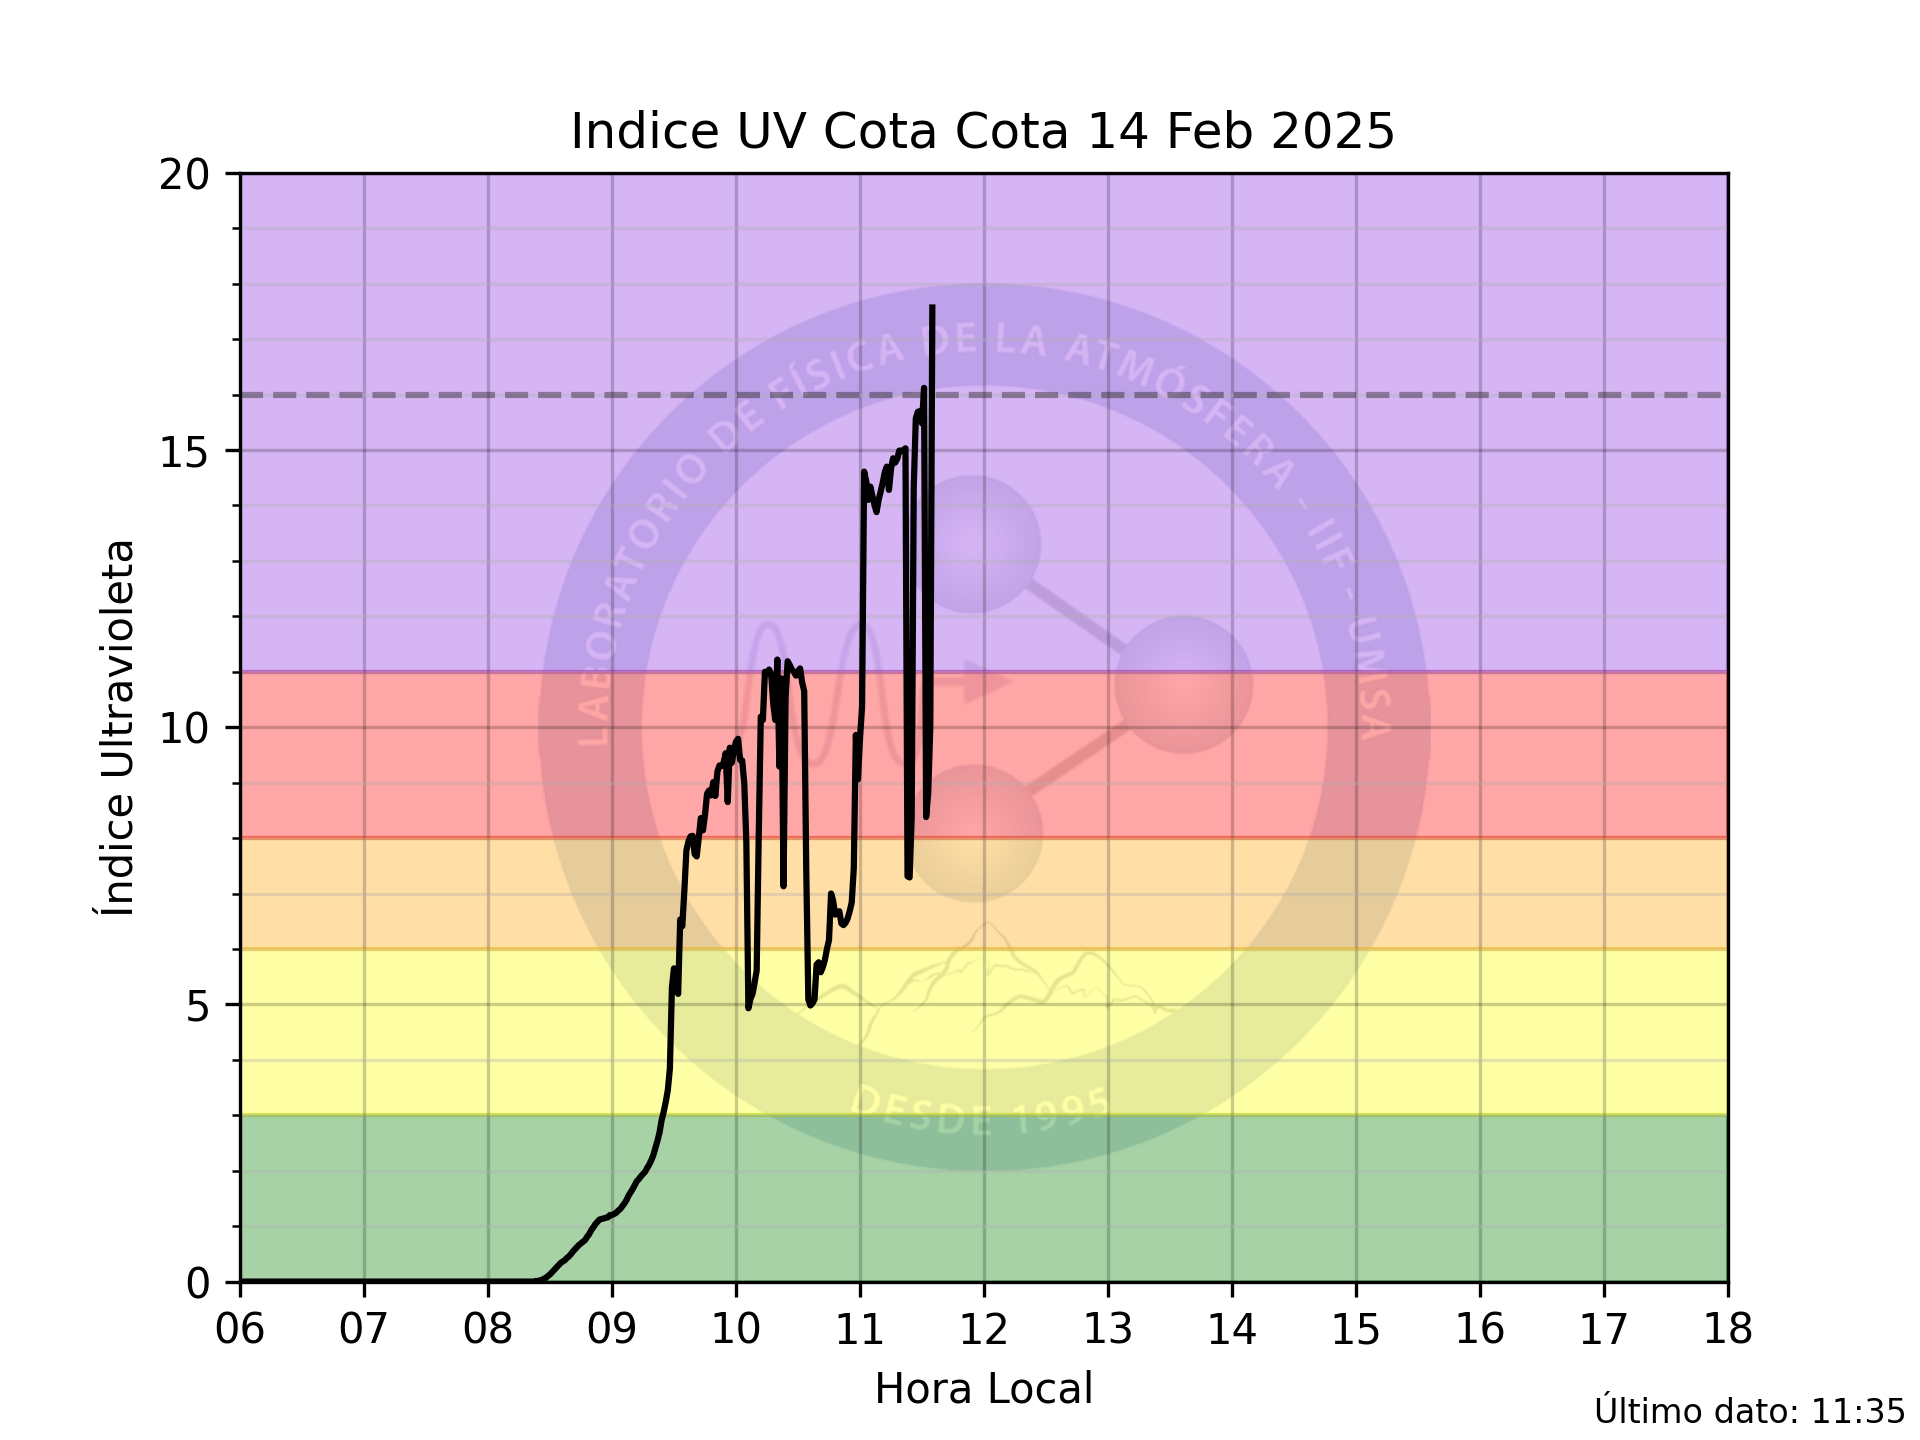 Indice UV Cota Cota 14 Feb 2025
20
15
10
5
0
Índice Ultravioleta
LABORATORIO DE FÍSICA DE LA ATMÓSFERA - IIF - UMSA
DESDE 1995
06 07 08 09 10 11 12 13 14 15 16 17 18
Hora Local
Último dato: 11:35